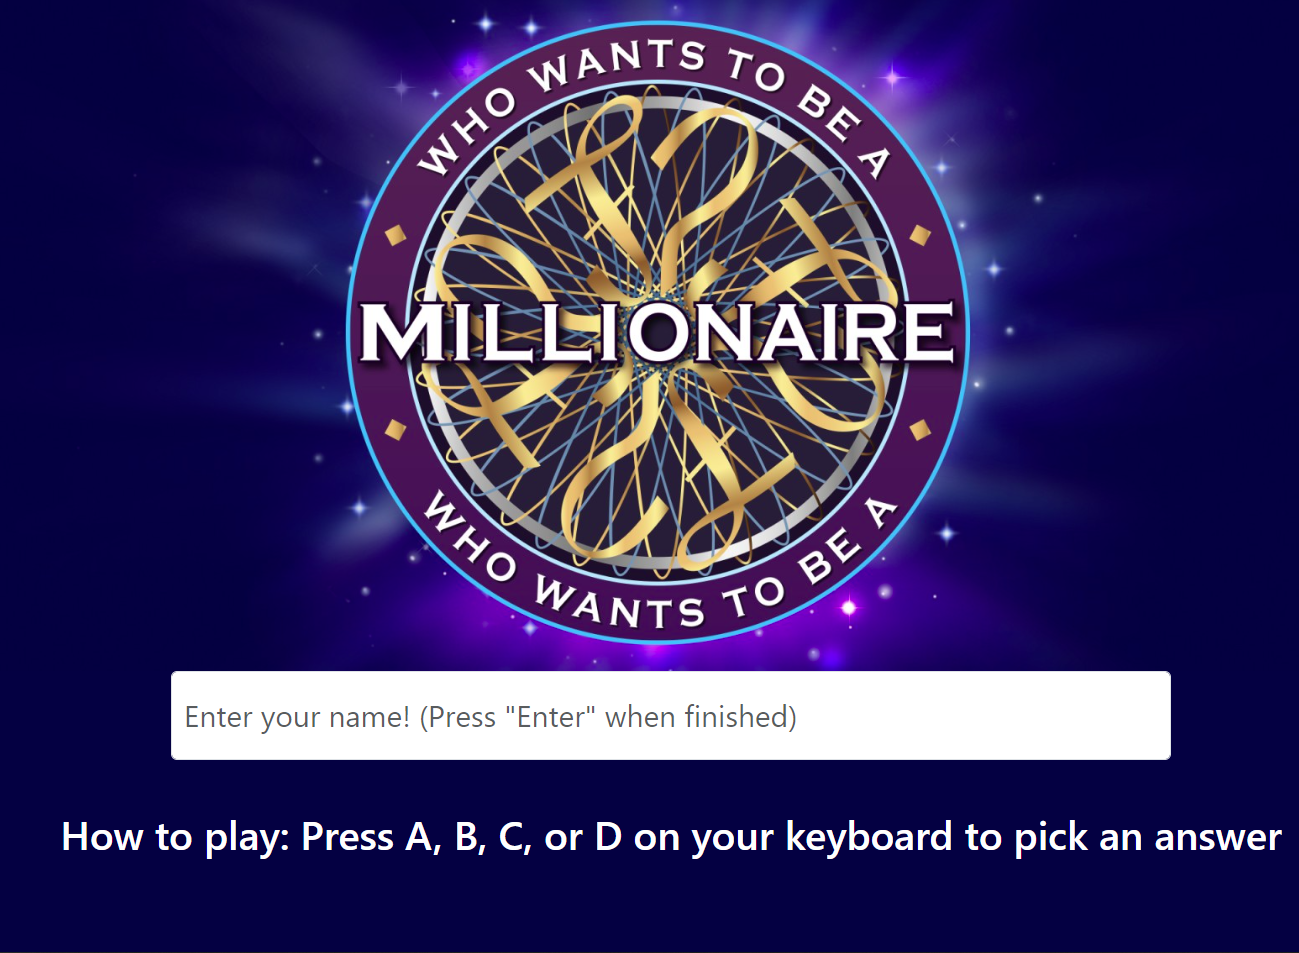 WHO WANTS TO BE A
MILLIONAIRE
WHO WANTS TO BE A
Enter your name! (Press "Enter" when finished)
How to play: Press A, B, C, or D on your keyboard to pick an answer